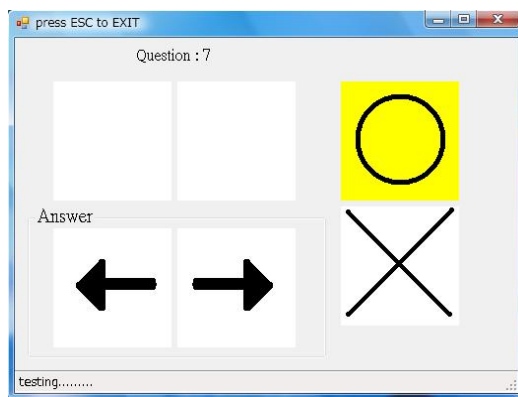 press ESC to EXIT
Question : 7
Answer
testing.........